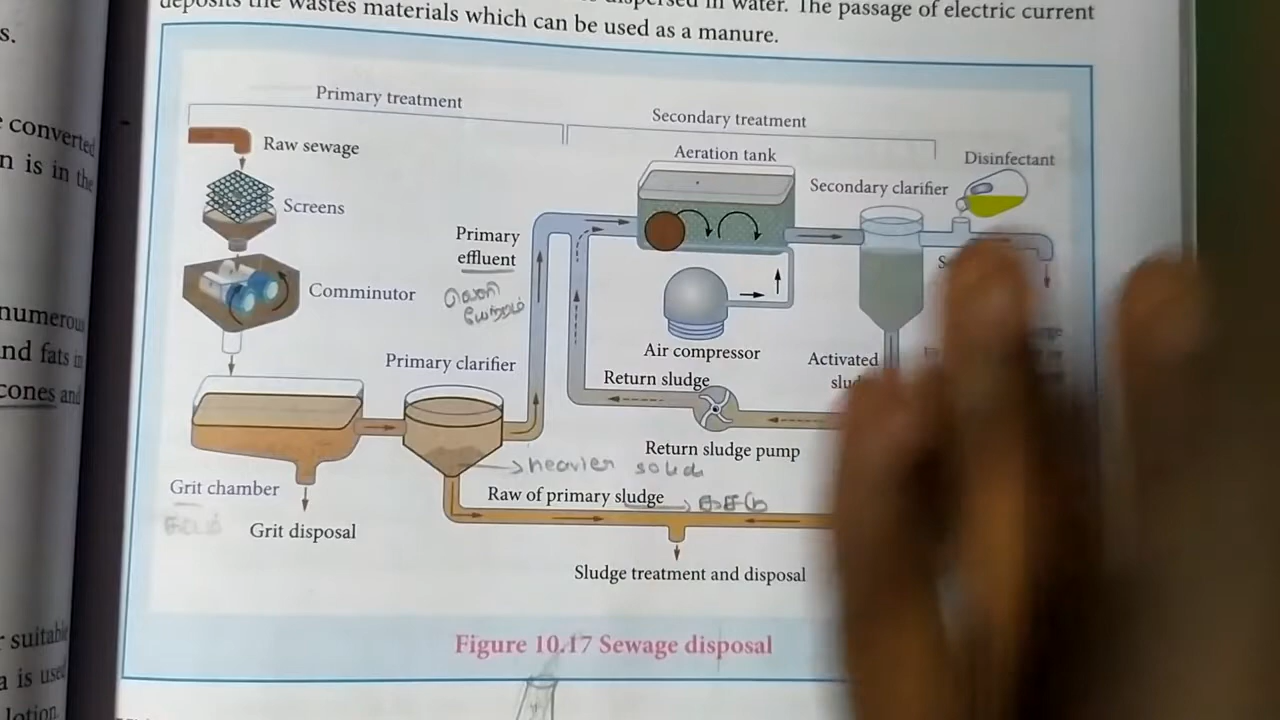 dispersed in water. The passage of electric current
deposits the wastes materials which can be used as a manure.
s.
converted
n is in the
numerou
nd fats in
cones and
suitable
a is used
lotion
Primary treatment
Secondary treatment
Raw sewage
Aeration tank
Disinfectant
Screens
Secondary clarifier
Primary
effluent
Comminutor
Primary clarifier
Air compressor
Activated
Return sludge
Return sludge pump
heavier solids
Grit chamber
Raw of primary sludge
Grit disposal
Sludge treatment and disposal
Figure 10.17 Sewage disposal